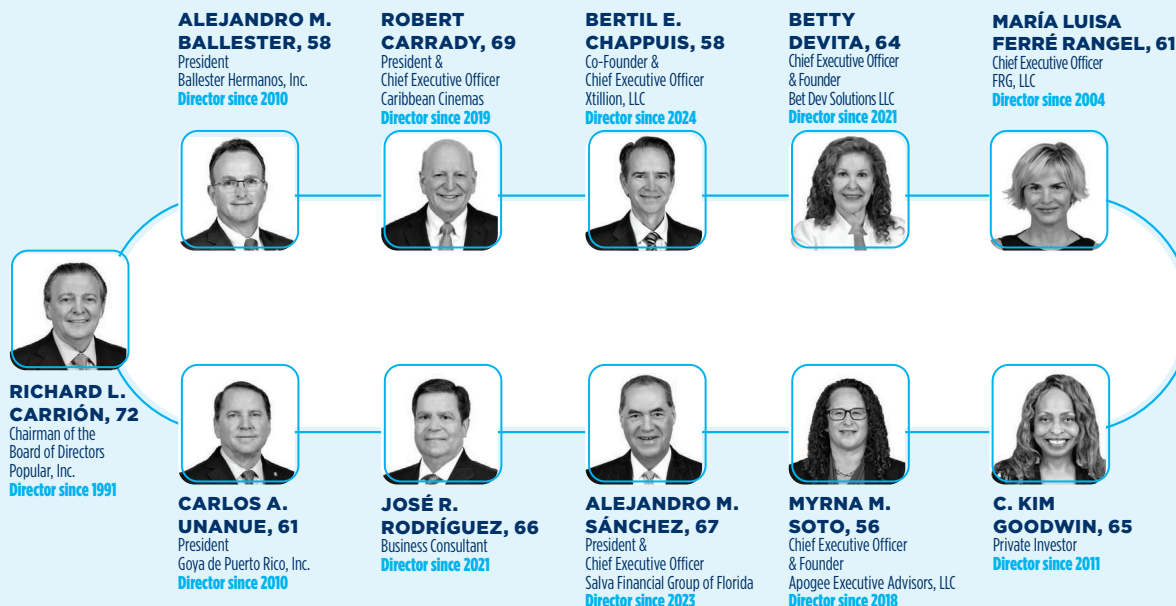 ALEJANDRO M.
BALLESTER, 58
President
Ballester Hermanos, Inc.
Director since 2010
ROBERT
CARRADY, 69
President &
Chief Executive Officer
Caribbean Cinemas
Director since 2019
BERTIL E.
CHAPPUIS, 58
Co-Founder &
Chief Executive Officer
Xtillion, LLC
Director since 2024
BETTY
DEVITA, 64
Chief Executive Officer
& Founder
Bet Dev Solutions LLC
Director since 2021
MARÍA LUISA
FERRÉ RANGEL, 61
Chief Executive Officer
FRG, LLC
Director since 2004
RICHARD L.
CARRIÓN, 72
Chairman of the
Board of Directors
Popular, Inc.
Director since 1991
CARLOS A.
UNANUE, 61
President
Goya de Puerto Rico, Inc.
Director since 2010
JOSÉ R.
RODRÍGUEZ, 66
Business Consultant
Director since 2021
ALEJANDRO M.
SÁNCHEZ, 67
President &
Chief Executive Officer
Salva Financial Group of Florida
Director since 2023
MYRNA M.
SOTO, 56
Chief Executive Officer
& Founder
Apogee Executive Advisors, LLC
Director since 2018
C. KIM
GOODWIN, 65
Private Investor
Director since 2011